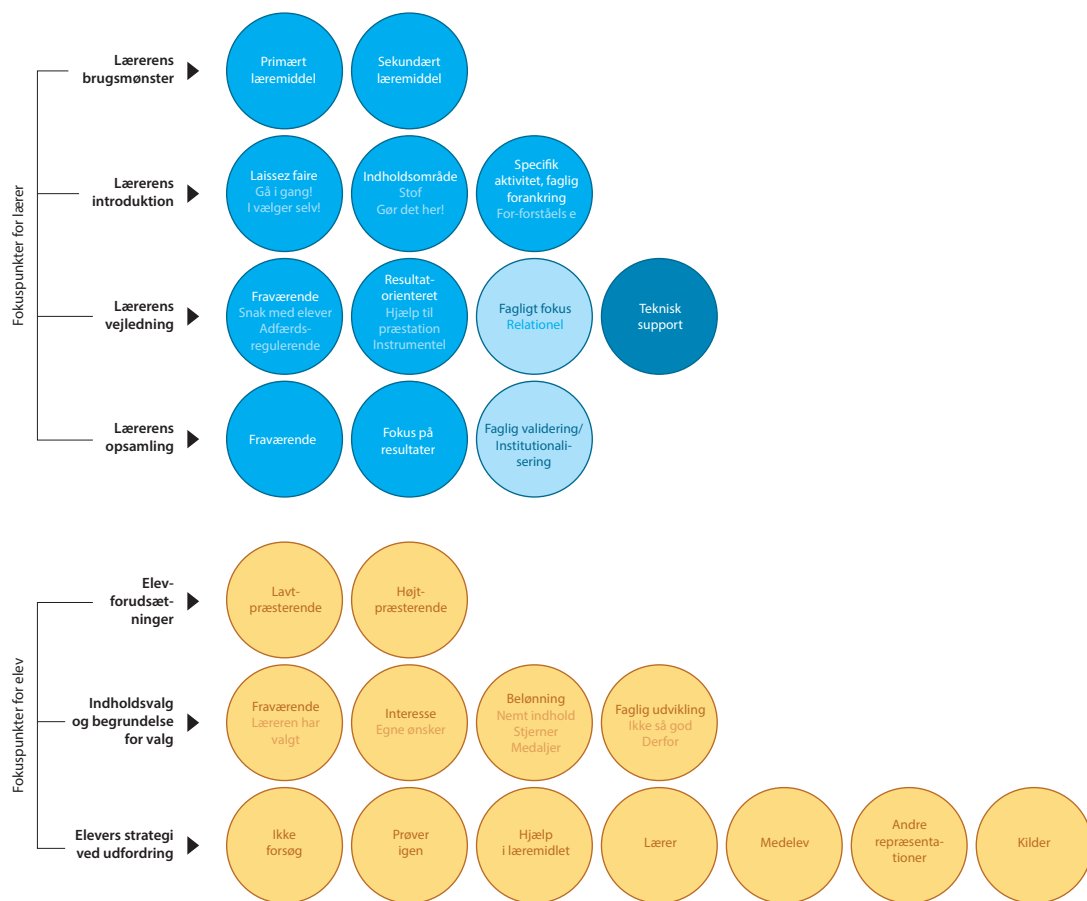 Fokuspunkter for lærer
Lærerens
brugsmønster
Primært
læremiddel
Sekundært
læremiddel
Lærerens
introduktion
Laissez faire
Gå i gang!
I vælger selv!
Indholdsområde
Stof
Gør det her!
Specifik
aktivitet, faglig
forankring
For-forståels e
Lærerens
vejledning
Fraværende
Snak med elever
Adfærds-
regulerende
Resultat-
orienteret
Hjælp til
præstation
Instrumentel
Fagligt fokus
Relationel
Teknisk
support
Lærerens
opsamling
Fraværende
Fokus på
resultater
Faglig validering/
Institutionali-
sering
Fokuspunkter for elev
Elev-
forudsæt-
ninger
Lavt-
præsterende
Højt-
præsterende
Indholdsvalg
og begrundelse
for valg
Fraværende
Læreren har
valgt
Interesse
Egne ønsker
Belønning
Nemt indhold
Stjerner
Medaljer
Faglig udvikling
Ikke så god
Derfor
Elevers strategi
ved udfordring
Ikke
forsøg
Prøver
igen
Hjælp
i læremidlet
Lærer
Medelev
Andre
repræsenta-
tioner
Kilder